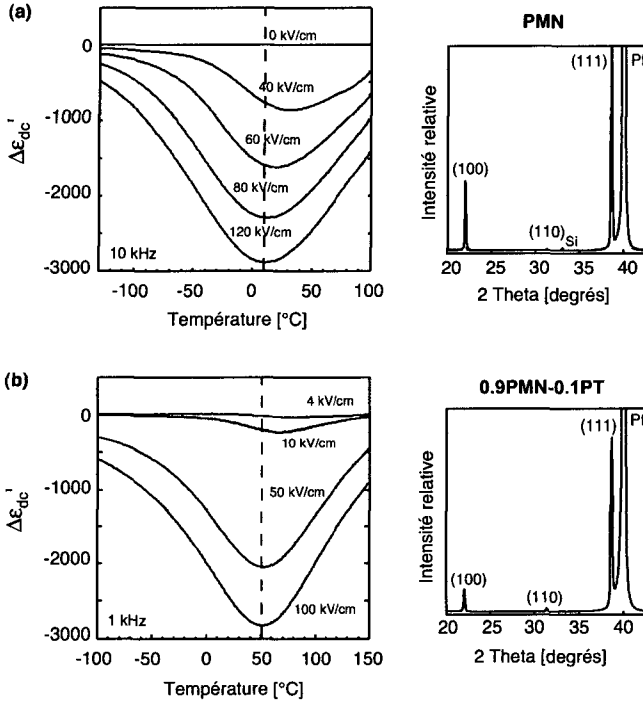 (a)
0
-1000
-2000
-3000
Δε_dc'
0 kV/cm
40 kV/cm
60 kV/cm
80 kV/cm
120 kV/cm
10 kHz
-100 -50 0 50 100
Température [°C]
PMN
Intensité relative
(100)
(110)
Si
(111)
20 25 30 35 40
2 Theta [degrés]
(b)
0
-1000
-2000
-3000
Δε_dc'
4 kV/cm
10 kV/cm
50 kV/cm
100 kV/cm
1 kHz
-100 -50 0 50 100 150
Température [°C]
0.9PMN-0.1PT
Intensité relative
(100)
(110)
(111)
20 25 30 35 40
2 Theta [degrés]